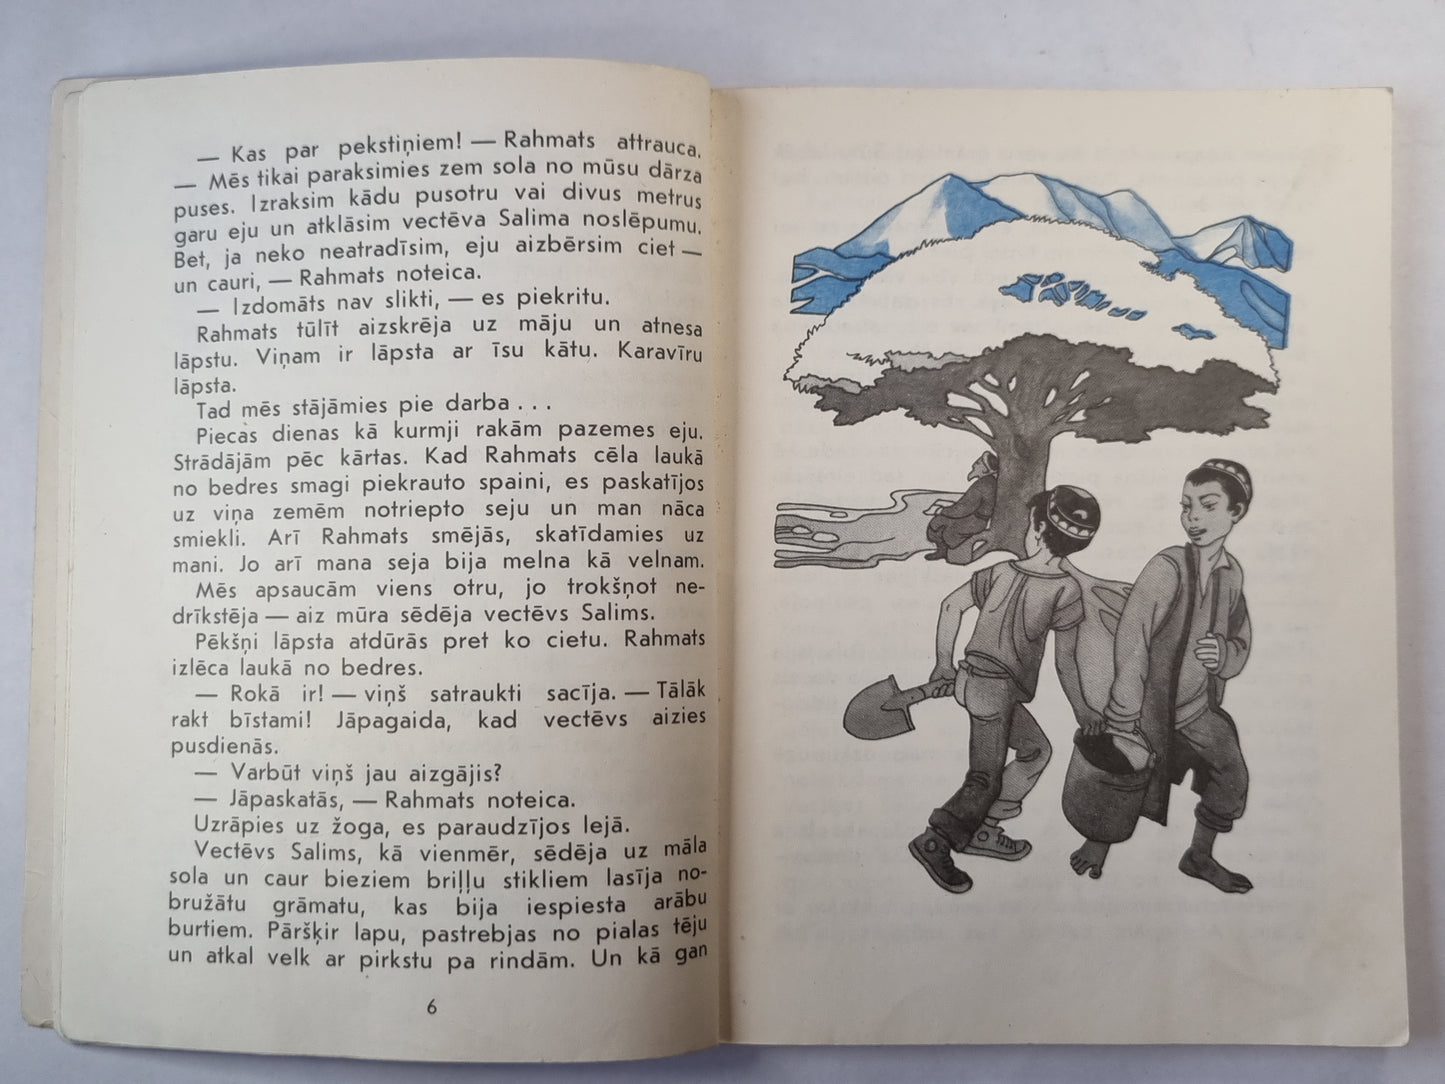 — Kas par pekstiņiem! — Rahmats attrauca.
— Mēs tikai paraksimies zem sola no mūsu dārza
puses. Izraksim kādu pusotru vai divus metrus
garu eju un atklāsim vectēva Salima noslēpumu.
Bet, ja neko neatradīsim, eju aizbērsim ciet —
un cauri, — Rahmats noteica.
— Izdomāts nav slikti, — es piekritu.
Rahmats tūlīt aizskrēja uz māju un atnesa
lāpstu. Viņam ir lāpsta ar īsu kātu. Karavīru
lāpsta.
Tad mēs stājāmies pie darba...
Piecas dienas kā kurmji rakām pazemes eju.
Strādājām pēc kārtas. Kad Rahmats cēla laukā
no bedres smagi piekrauto spaini, es paskatījos
uz viņa zemēm notriepto seju un man nāca
smiekli. Arī Rahmats smējās, skatīdamies uz
mani. Jo arī mana seja bija melna kā velnam.
Mēs apsaucām viens otru, jo trokšņot ne-
drīkstēja — aiz mūra sēdēja vectēvs Salims.
Pēkšņi lāpsta atdūrās pret ko cietu. Rahmats
izlēca laukā no bedres.
— Rokā ir! — viņš satraukti sacīja. — Tālāk
rakt bīstami! Jāpagaida, kad vectēvs aizies
pusdienās.
— Varbūt viņš jau aizgājis?
— Jāpaskatās, — Rahmats noteica.
Uzrāpies uz žoga, es paraudzījos lejā.
Vectēvs Salims, kā vienmēr, sēdēja uz māla
sola un caur bieziem briļļu stikliem lasīja no-
bružātu grāmatu, kas bija iespiesta arābu
burtiem. Pāršķir lapu, pastrebjas no pialas tēju
un atkal velk ar pirkstu pa rindām. Un kā gan
6